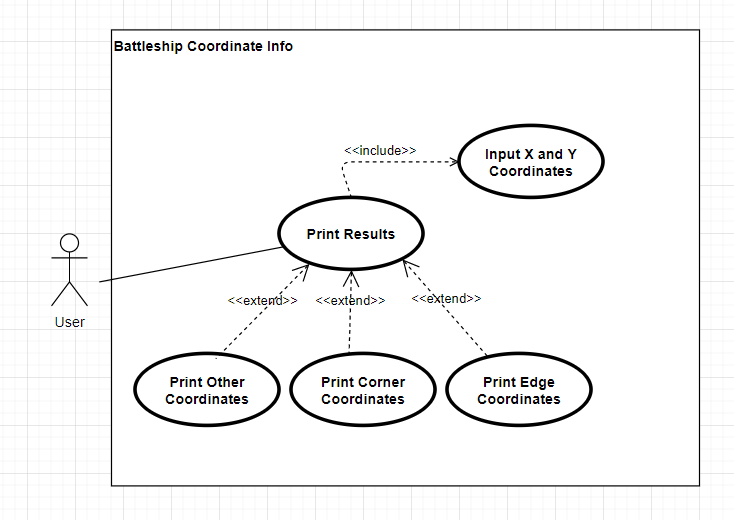 Battleship Coordinate Info
<<include>>
Input X and Y
Coordinates
Print Results
User
<<extend>>
<<extend>>
<<extend>>
Print Other
Coordinates
Print Corner
Coordinates
Print Edge
Coordinates